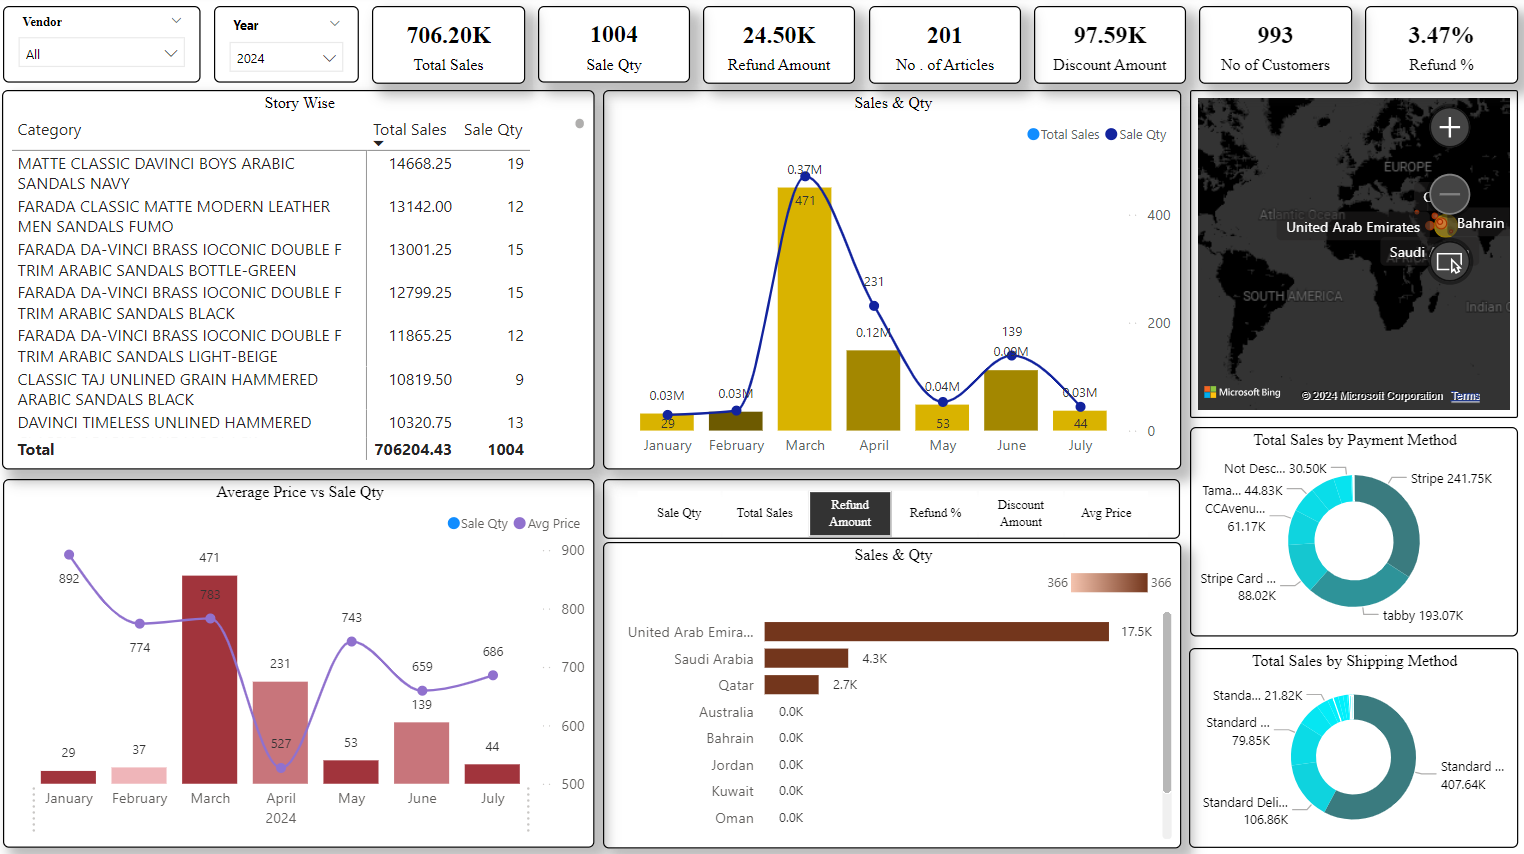 Vendor
All
Year
2024
706.20K
Total Sales
1004
Sale Qty
24.50K
Refund Amount
201
No . of Articles
97.59K
Discount Amount
993
No of Customers
3.47%
Refund %
Story Wise
Category Total Sales Sale Qty
MATTE CLASSIC DAVINCI BOYS ARABIC 14668.25 19
SANDALS NAVY
FARADA CLASSIC MATTE MODERN LEATHER 13142.00 12
MEN SANDALS FUMO
FARADA DA-VINCI BRASS IOCONIC DOUBLE F 13001.25 15
TRIM ARABIC SANDALS BOTTLE-GREEN
FARADA DA-VINCI BRASS IOCONIC DOUBLE F 12799.25 15
TRIM ARABIC SANDALS BLACK
FARADA DA-VINCI BRASS IOCONIC DOUBLE F 11865.25 12
TRIM ARABIC SANDALS LIGHT-BEIGE
CLASSIC TAJ UNLINED GRAIN HAMMERED 10819.50 9
ARABIC SANDALS BLACK
DAVINCI TIMELESS UNLINED HAMMERED 10320.75 13
Total 706204.43 1004
Sales & Qty
Total Sales Sale Qty
0.37M
471
400
231
0.12M
200
139
0.09M
0.03M 0.03M 0.04M 0.03M
29 53 44
0
January February March April May June July
EUROPE
Atlantic Ocean
United Arab Emirates
Bahrain
Saudi
SOUTH AMERICA
Indian
Microsoft Bing
© 2024 Microsoft Corporation Terms
Average Price vs Sale Qty
Sale Qty Avg Price
900
800
700
600
500
892
774
783
527
743
659
686
29
37
471
231
53
139
44
January February March April May June July
2024
Sale Qty
Total Sales
Refund
Amount
Refund %
Discount
Amount
Avg Price
Sales & Qty
366 366
United Arab Emira... 17.5K
Saudi Arabia 4.3K
Qatar 2.7K
Australia 0.0K
Bahrain 0.0K
Jordan 0.0K
Kuwait 0.0K
Oman 0.0K
Total Sales by Payment Method
Not Desc... 30.50K
Stripe 241.75K
Tama... 44.83K
CCAvenu...
61.17K
Stripe Card ...
88.02K
tabby 193.07K
Total Sales by Shipping Method
Standa... 21.82K
Standard ...
79.85K
Standard ...
407.64K
Standard Deli...
106.86K